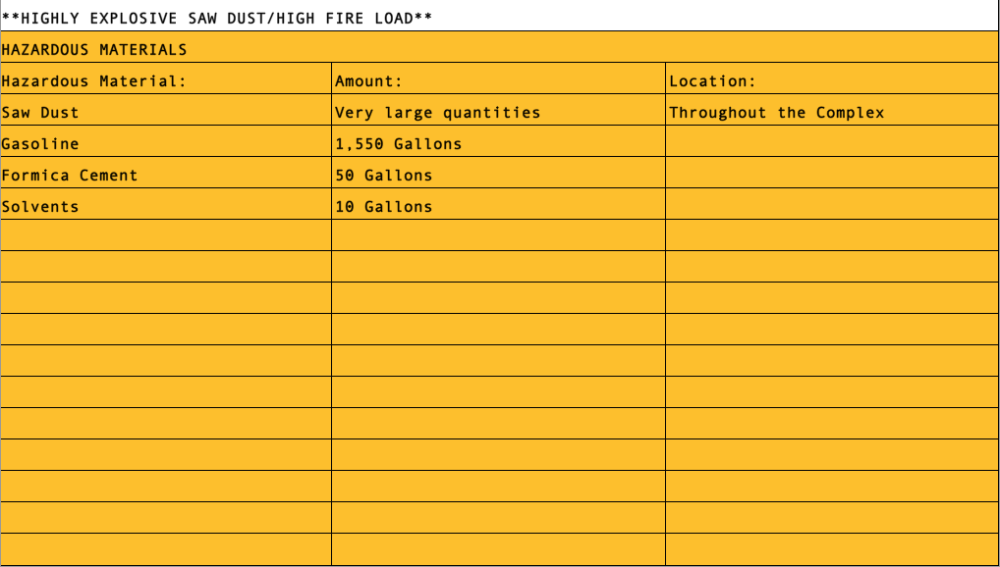 **HIGHLY EXPLOSIVE SAW DUST/HIGH FIRE LOAD**
HAZARDOUS MATERIALS
Hazardous Material: Amount: Location:
Saw Dust Very large quantities Throughout the Complex
Gasoline 1,550 Gallons
Formica Cement 50 Gallons
Solvents 10 Gallons